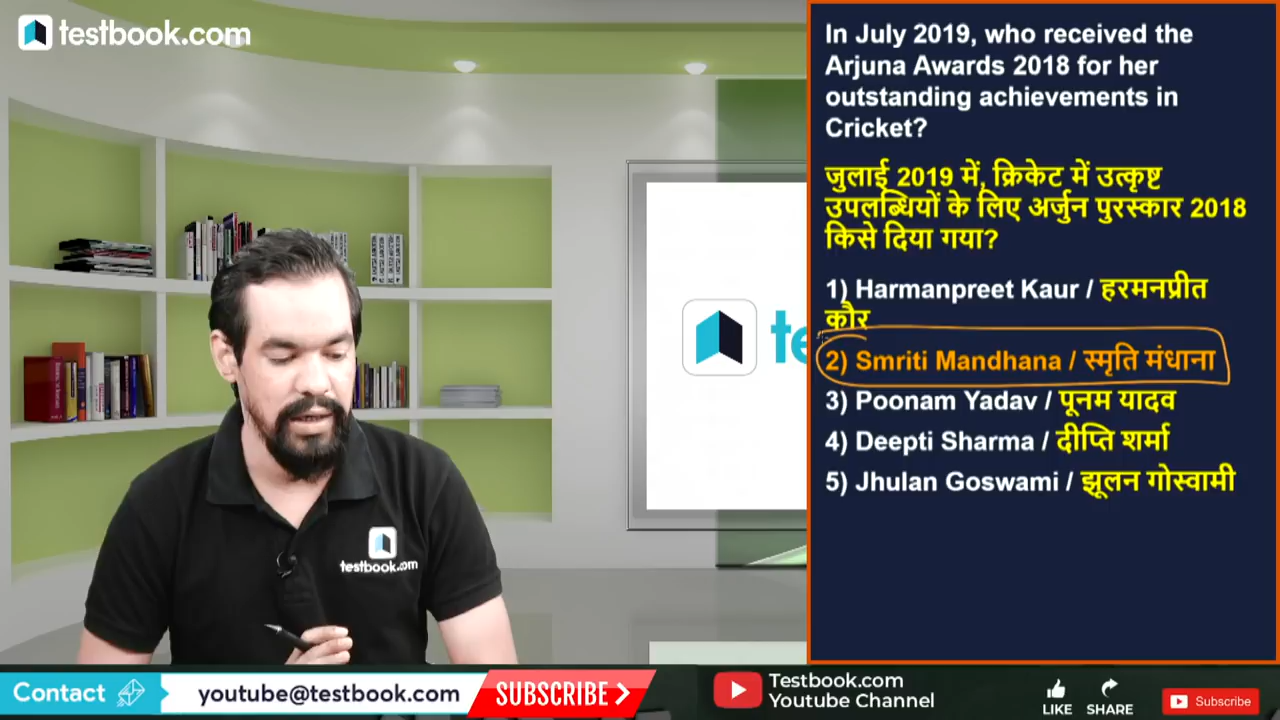 testbook.com
In July 2019, who received the
Arjuna Awards 2018 for her
outstanding achievements in
Cricket?
जुलाई 2019 में, क्रिकेट में उत्कृष्ट
उपलब्धियों के लिए अर्जुन पुरस्कार 2018
किसे दिया गया?
1) Harmanpreet Kaur / हरमनप्रीत
कौर
2) Smriti Mandhana / स्मृति मंधाना
3) Poonam Yadav / पूनम यादव
4) Deepti Sharma / दीप्ति शर्मा
5) Jhulan Goswami / झूलन गोस्वामी
te
testbook.com
Contact
youtube@testbook.com
SUBSCRIBE
Testbook.com
Youtube Channel
LIKE
SHARE
Subscribe